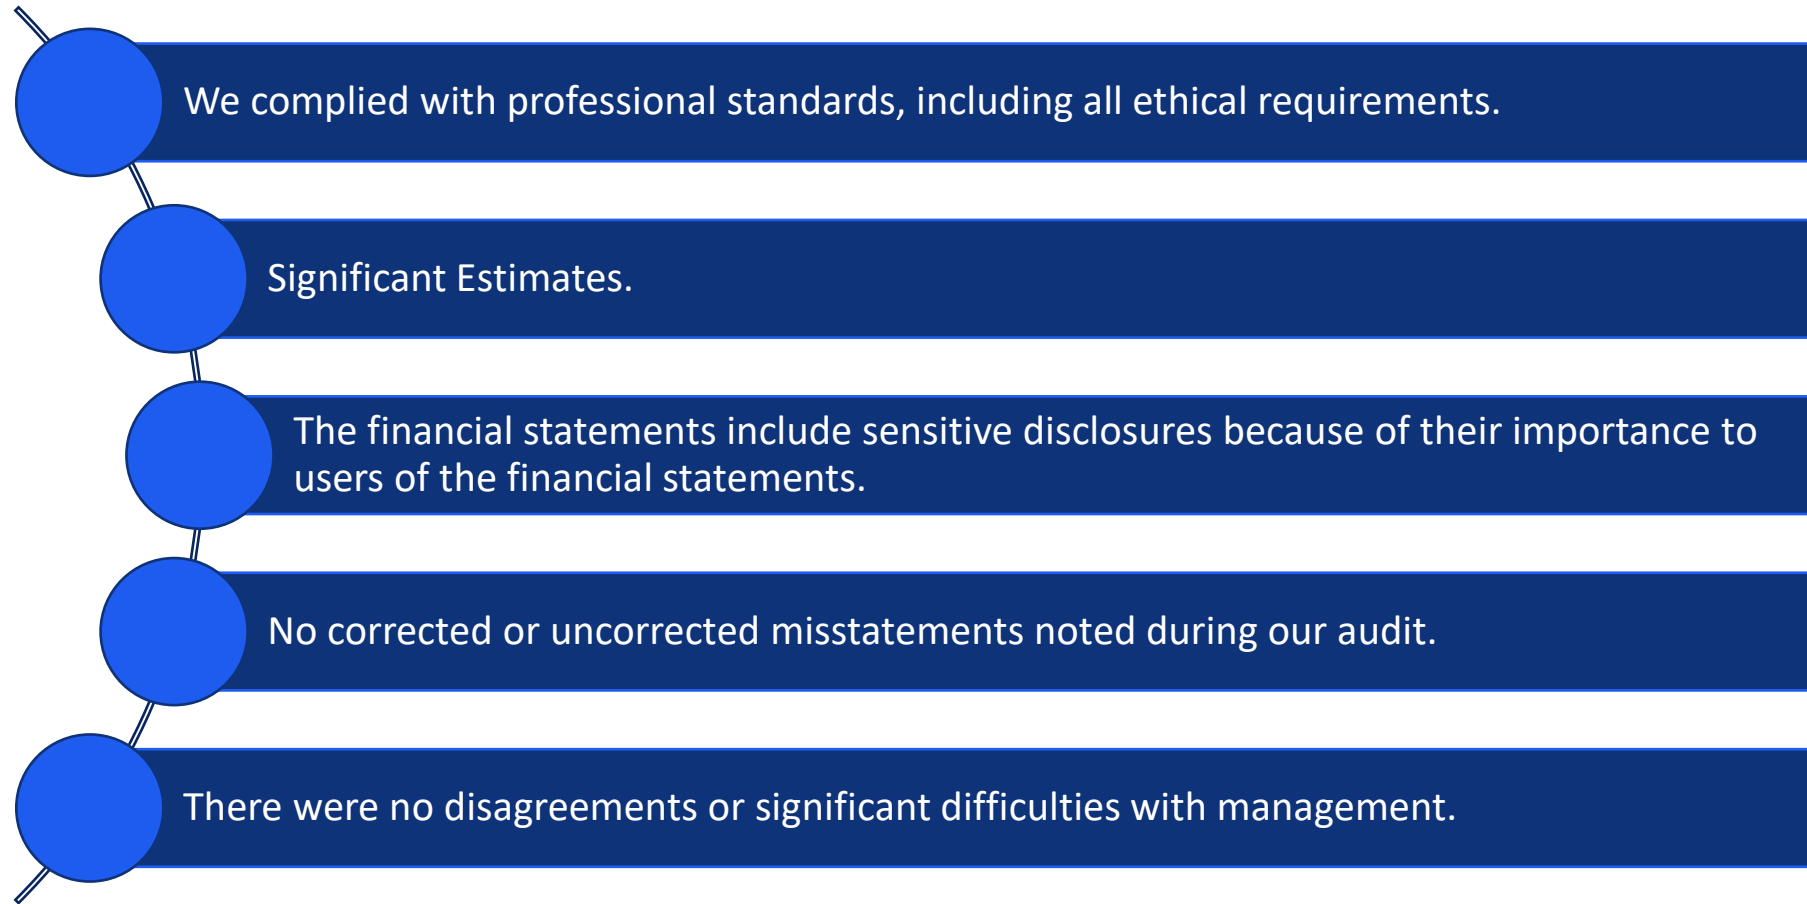 We complied with professional standards, including all ethical requirements.
Significant Estimates.
The financial statements include sensitive disclosures because of their importance to
users of the financial statements.
No corrected or uncorrected misstatements noted during our audit.
There were no disagreements or significant difficulties with management.